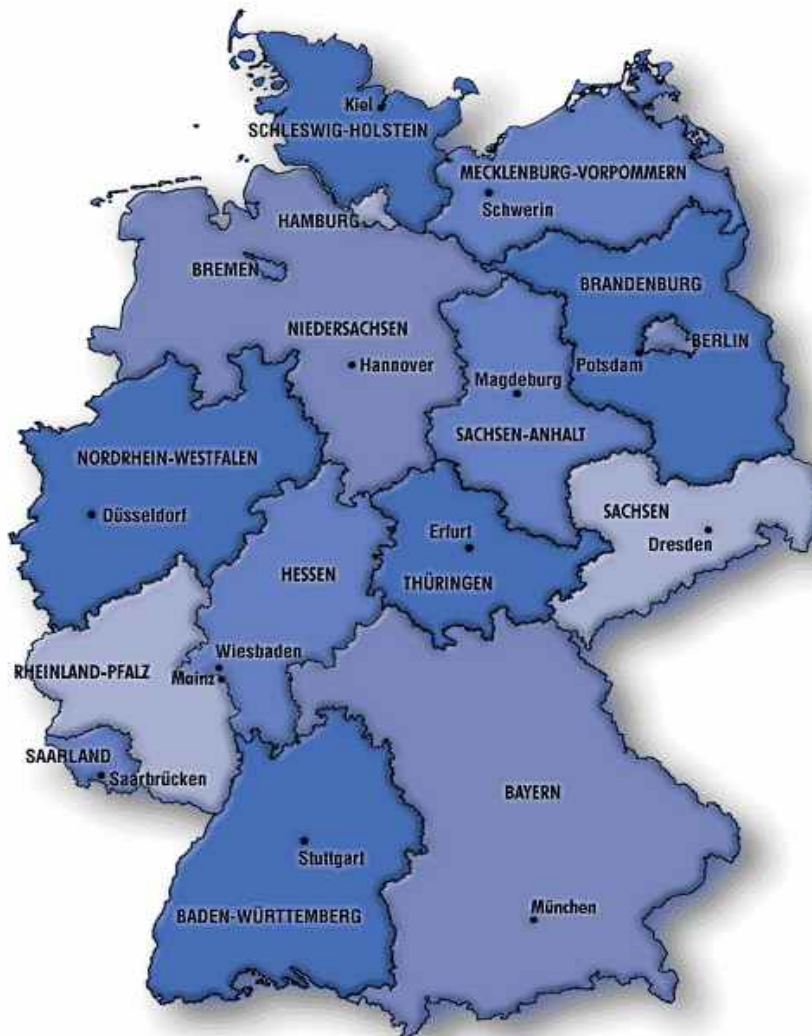 Kiel
SCHLESWIG-HOLSTEIN
MECKLENBURG-VORPOMMERN
Schwerin
HAMBURG
BREMEN
BRANDENBURG
NIEDERSACHSEN
BERLIN
Hannover
Potsdam
Magdeburg
SACHSEN-ANHALT
NORDRHEIN-WESTFALEN
Düsseldorf
SACHSEN
Erfurt
Dresden
HESSEN
THÜRINGEN
Wiesbaden
RHEINLAND-PFALZ
Mainz
SAARLAND
Saarbrücken
BAYERN
Stuttgart
München
BADEN-WÜRTTEMBERG